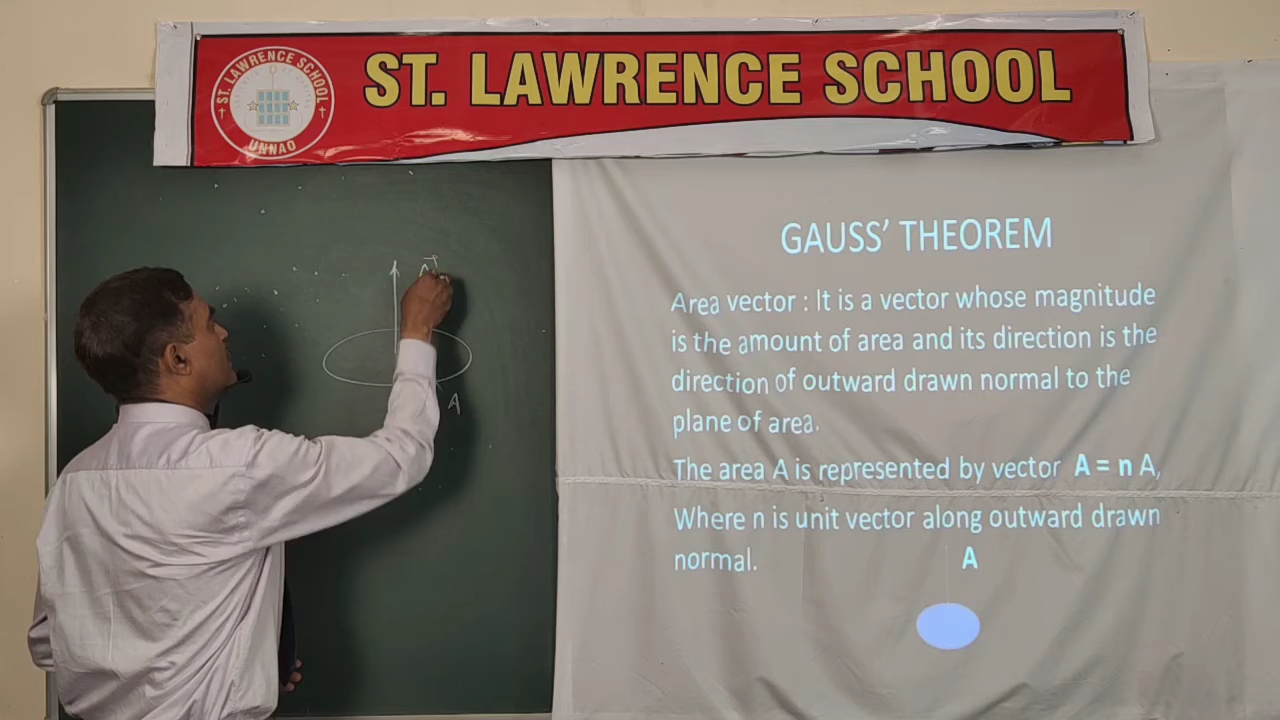 ST. LAWRENCE SCHOOL
ST. LAWRENCE SCHOOL
UNNAO
A
GAUSS’ THEOREM
Area vector : It is a vector whose magnitude
is the amount of area and its direction is the
direction of outward drawn normal to the
plane of area.
The area A is represented by vector A = n A,
Where n is unit vector along outward drawn
normal.
A